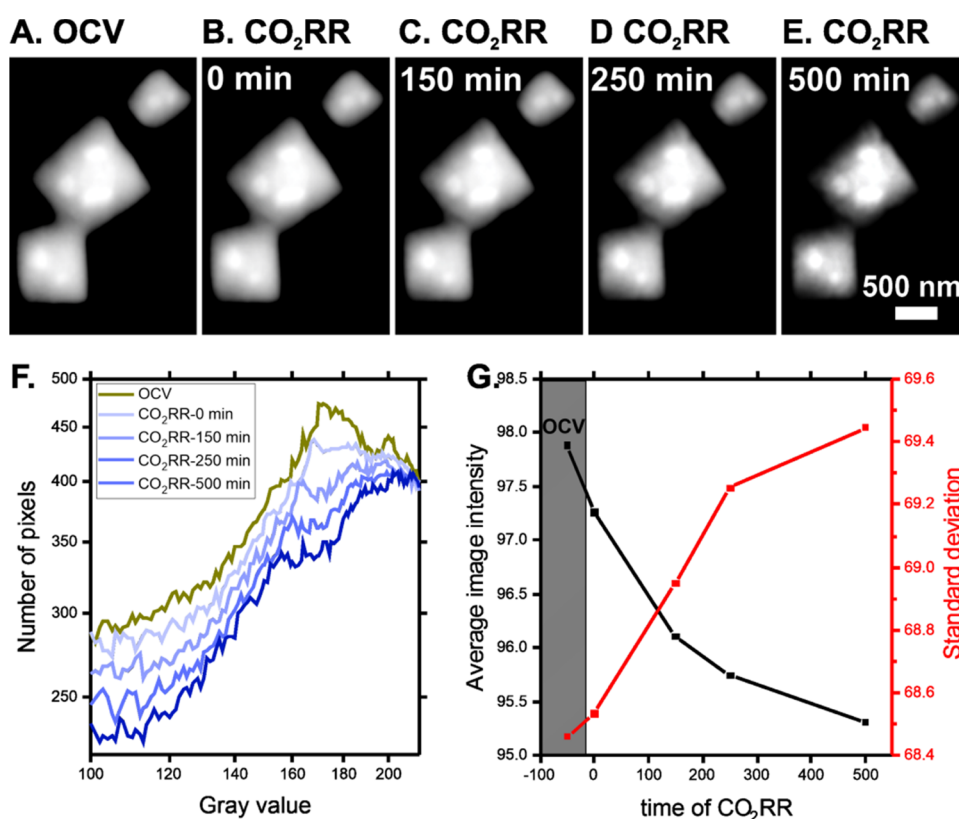 A. OCV
B. CO₂RR
C. CO₂RR
D CO₂RR
E. CO₂RR
0 min
150 min
250 min
500 min
500 nm
F.
500
450
400
350
300
250
100
120
140
160
180
200
Number of pixels
Gray value
OCV
CO₂RR-0 min
CO₂RR-150 min
CO₂RR-250 min
CO₂RR-500 min
G.
98.5
98.0
97.5
97.0
96.5
96.0
95.5
95.0
Average image intensity
OCV
-100
0
100
200
300
400
500
time of CO₂RR
69.6
69.4
69.2
69.0
68.8
68.6
68.4
Standard deviation